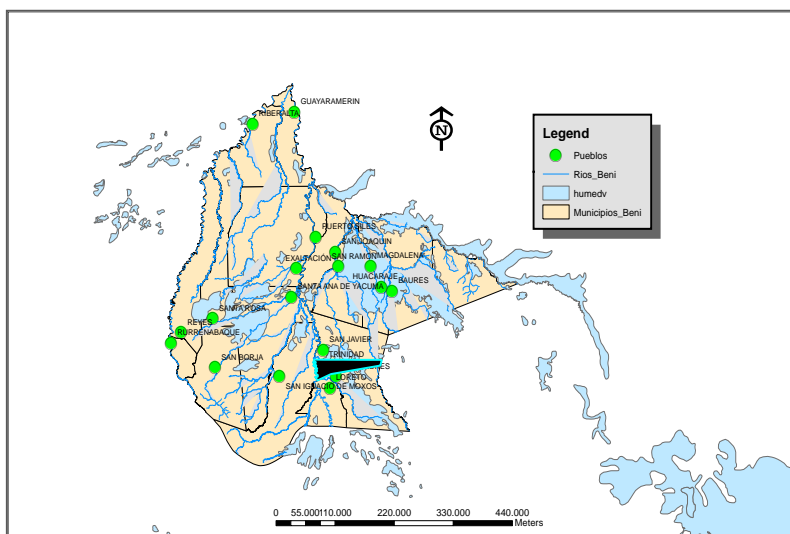 GUAYARAMERIN
RIBERALTA
N
Legend
Pueblos
Rios_Beni
humedv
Municipios_Beni
PUERTO SILES
SAN JOAQUIN
EXALTACIÓN
SAN RAMON
MAGDALENA
HUACARAJE
BAURES
SANTA ANA DE YACUMA
SANTA ROSA
REYES
RURRENABAQUE
SAN JAVIER
TRINIDAD
SAN BORJA
LORETO
SAN IGNACIO DE MOXOS
0 55.000110.000 220.000 330.000 440.000
Meters